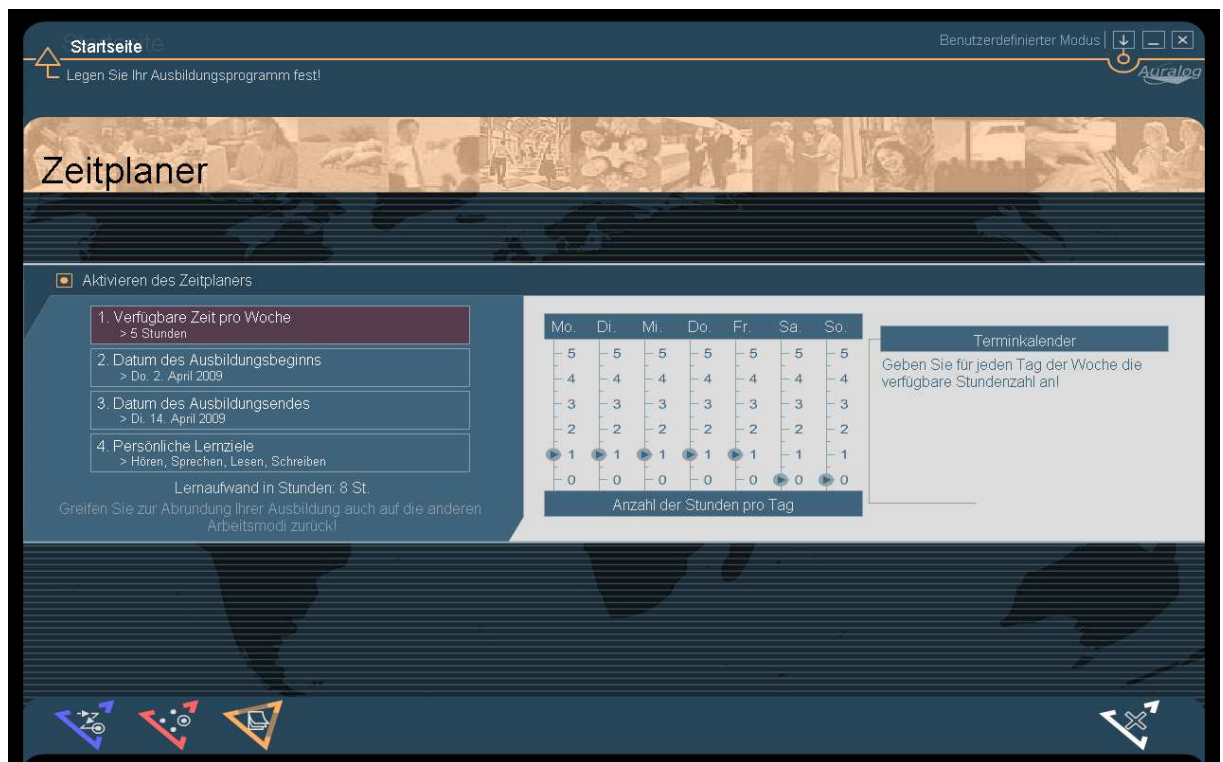 Startseite
Benutzerdefinierter Modus |
Legen Sie Ihr Ausbildungsprogramm fest!
Auralog
Zeitplaner
Aktivieren des Zeitplaners
1. Verfügbare Zeit pro Woche
> 5 Stunden
2. Datum des Ausbildungsbeginns
> Do. 2. April 2009
3. Datum des Ausbildungsendes
> Di. 14. April 2009
4. Persönliche Lernziele
> Hören, Sprechen, Lesen, Schreiben
Lernaufwand in Stunden: 8 St.
Greifen Sie zur Abrundung Ihrer Ausbildung auch auf die anderen
Arbeitsmodi zurück!
Mo. Di. Mi. Do. Fr. Sa. So.
5 5 5 5 5 5 5
4 4 4 4 4 4 4
3 3 3 3 3 3 3
2 2 2 2 2 2 2
1 1 1 1 1 1 1
0 0 0 0 0 0 0
Anzahl der Stunden pro Tag
Terminkalender
Geben Sie für jeden Tag der Woche die
verfügbare Stundenzahl an!